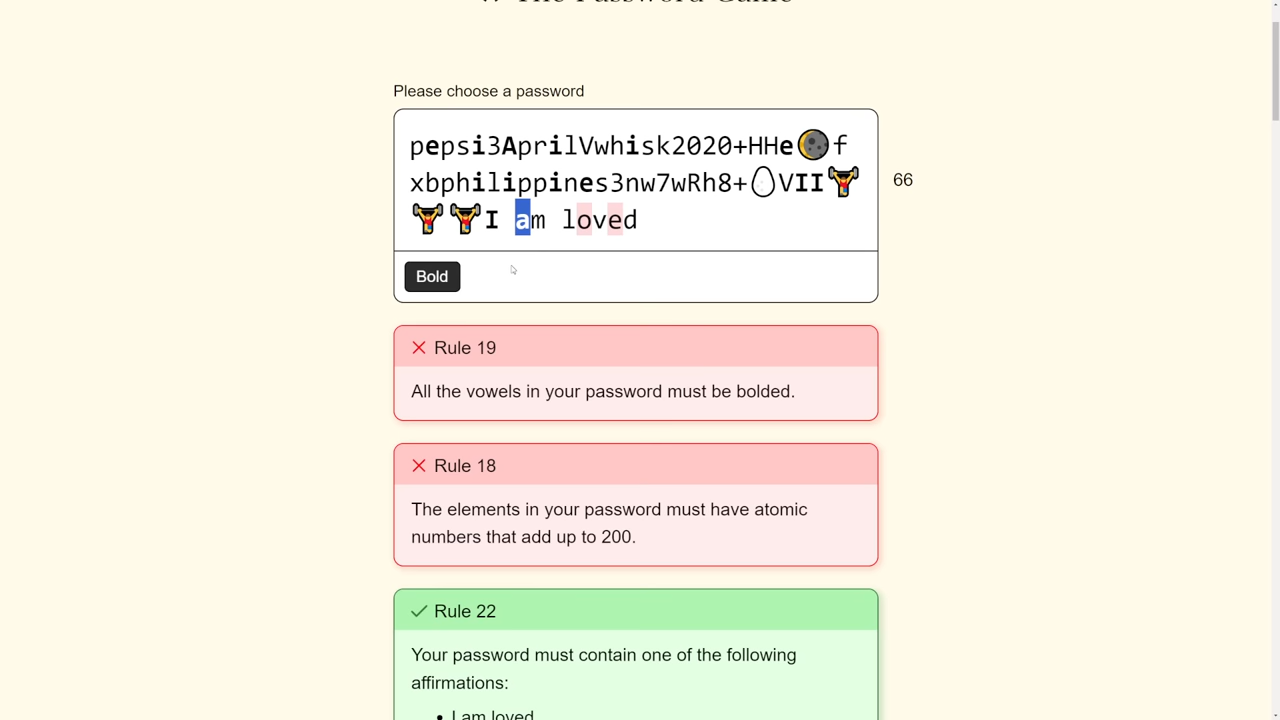 Please choose a password
pepsi3AprilVwhisk2020+HHe🌘f
xbphilippines3nw7wRh8+🥚VII🏋️
🏋️🏋️I am loved
66
Bold
Rule 19
All the vowels in your password must be bolded.
Rule 18
The elements in your password must have atomic
numbers that add up to 200.
Rule 22
Your password must contain one of the following
affirmations:
• I am loved